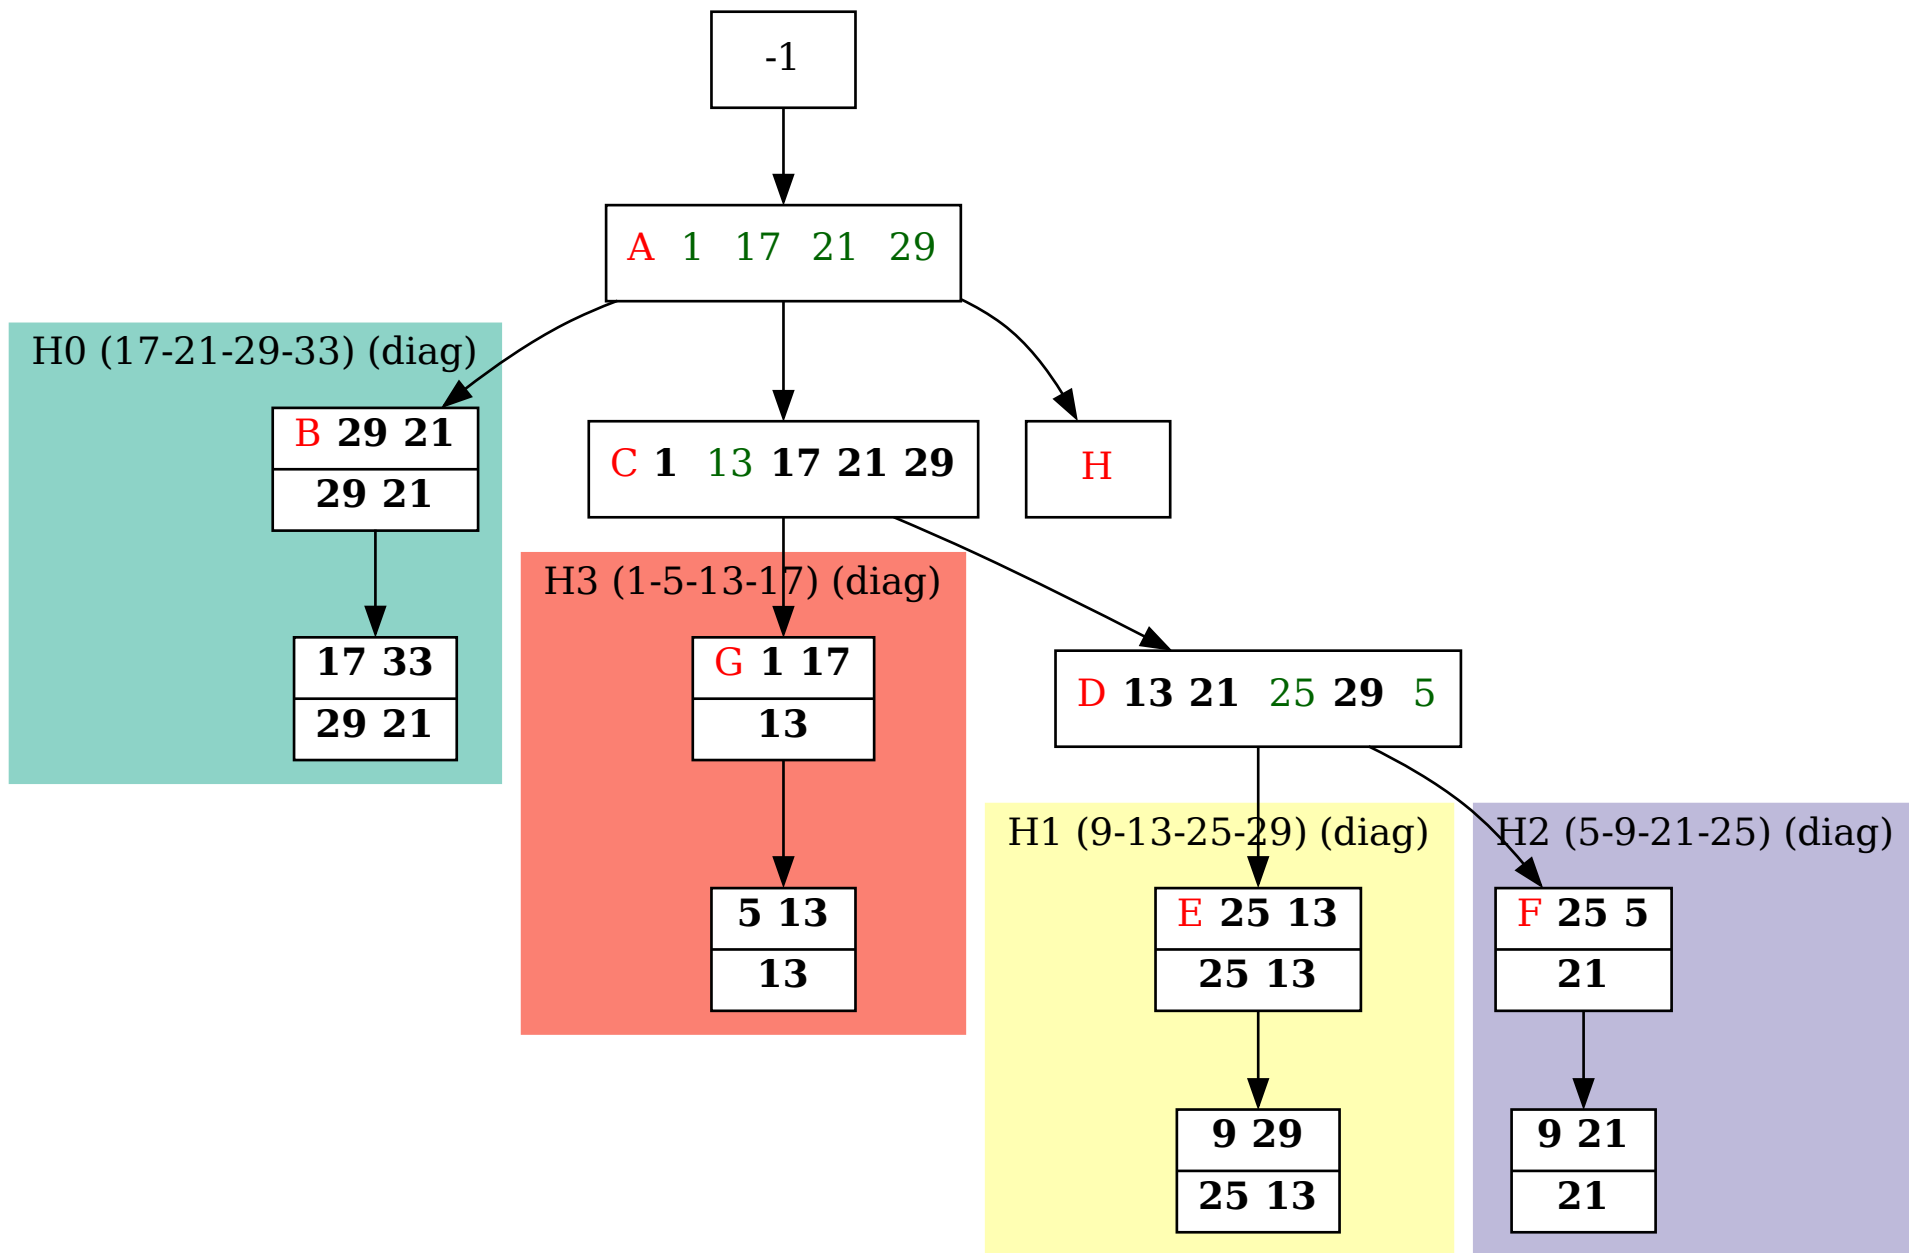 -1
A 1 17 21 29
H0 (17-21-29-33) (diag)
B 29 21
29 21
C 1 13 17 21 29
H
H3 (1-5-13-17) (diag)
17 33
29 21
G 1 17
13
D 13 21 25 29 5
H1 (9-13-25-29) (diag)
H2 (5-9-21-25) (diag)
5 13
13
E 25 13
25 13
F 25 5
21
9 29
25 13
9 21
21